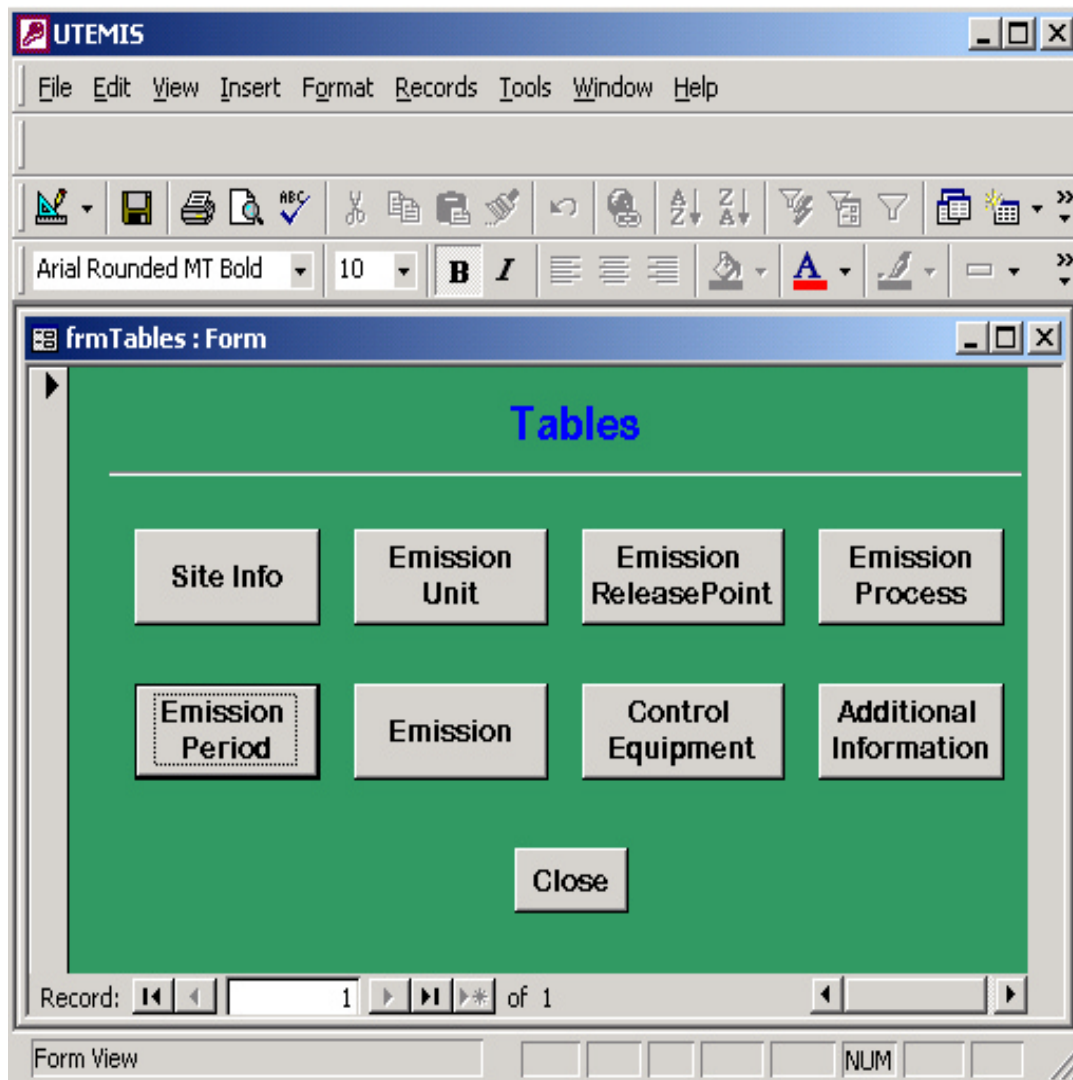 UTEMIS
File Edit View Insert Format Records Tools Window Help
ABC A Z Z A
Arial Rounded MT Bold 10 B I A
frmTables : Form
Tables
Site Info
Emission
Unit
Emission
ReleasePoint
Emission
Process
Emission
Period
Emission
Control
Equipment
Additional
Information
Close
Record: 1 of 1
Form View NUM